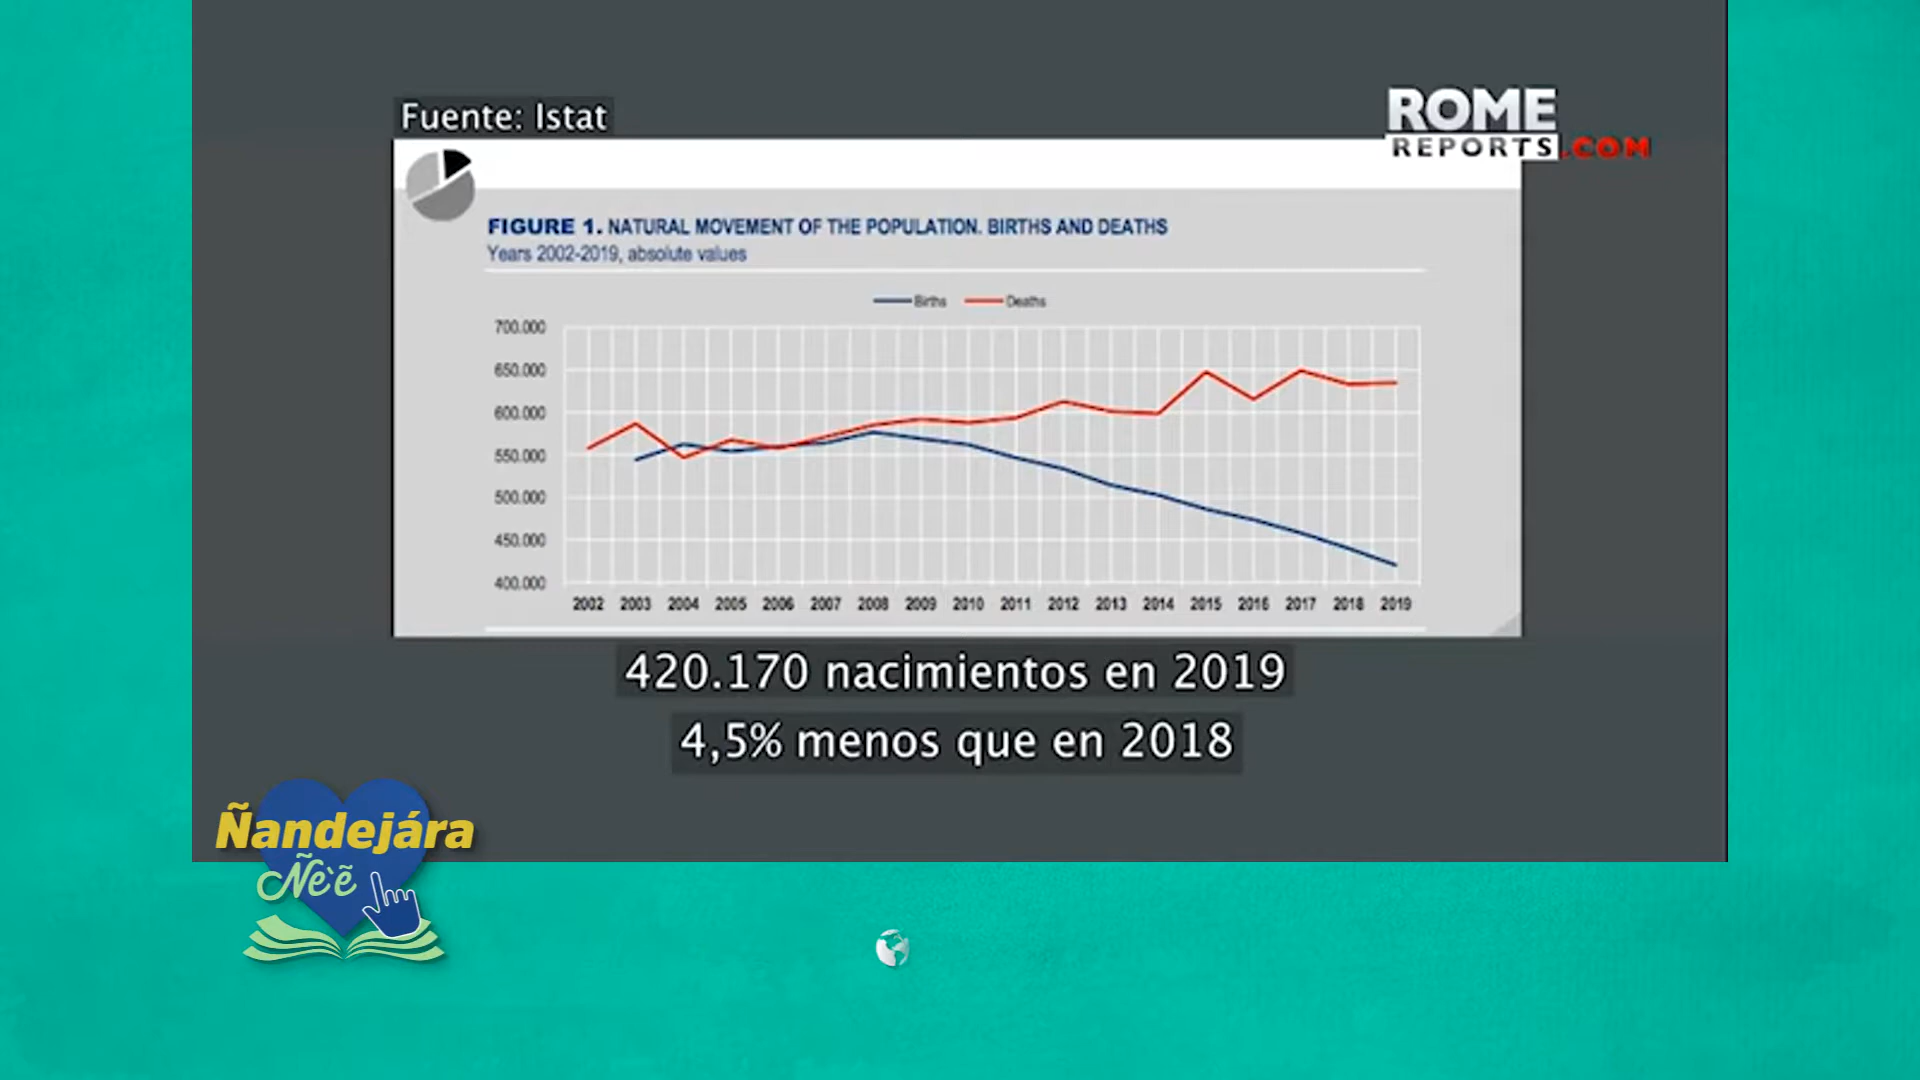 Fuente: Istat
ROME
REPORTS.COM
FIGURE 1. NATURAL MOVEMENT OF THE POPULATION. BIRTHS AND DEATHS
Years 2002-2019, absolute values
Births Deaths
700.000
650.000
600.000
550.000
500.000
450.000
400.000
2002 2003 2004 2005 2006 2007 2008 2009 2010 2011 2012 2013 2014 2015 2016 2017 2018 2019
420.170 nacimientos en 2019
4,5% menos que en 2018
Ñandejára
Ñe'ẽ